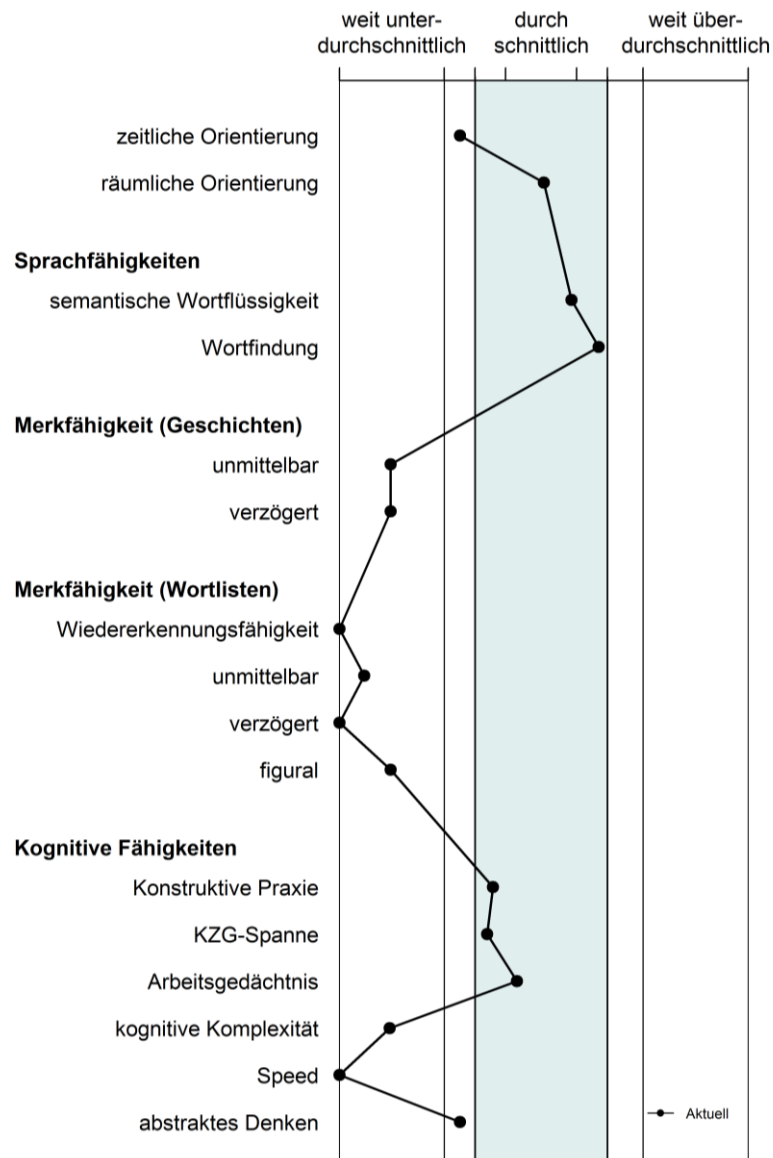 weit unter-
durchschnittlich
durch
schnittlich
weit über-
durchschnittlich
zeitliche Orientierung
räumliche Orientierung
Sprachfähigkeiten
semantische Wortflüssigkeit
Wortfindung
Merkfähigkeit (Geschichten)
unmittelbar
verzögert
Merkfähigkeit (Wortlisten)
Wiedererkennungsfähigkeit
unmittelbar
verzögert
figural
Kognitive Fähigkeiten
Konstruktive Praxie
KZG-Spanne
Arbeitsgedächtnis
kognitive Komplexität
Speed
abstraktes Denken
Aktuell